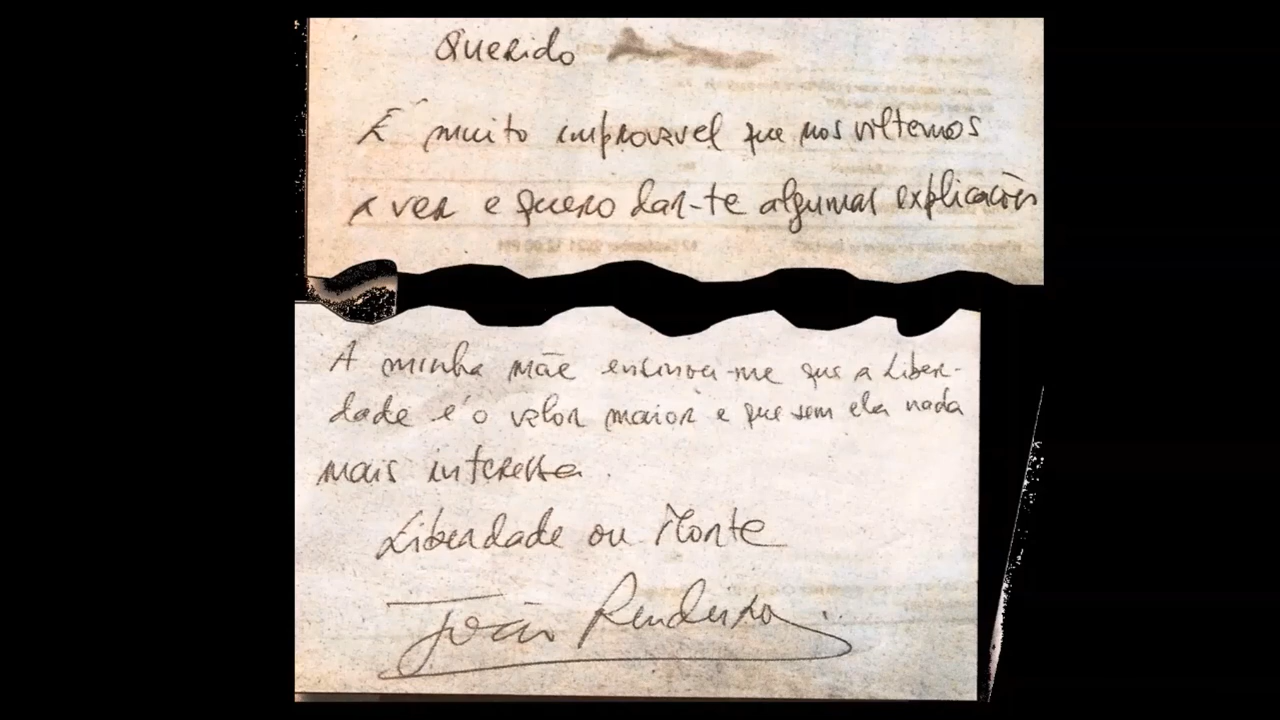 Querido
É muito improvavel que nos voltemos
a ver e quero dar-te algumas explicações
A minha mãe ensinou-me que a Liber-
dade é o valor maior e que sem ela nada
mais interessa.
Liberdade ou Morte
João Rendeiro